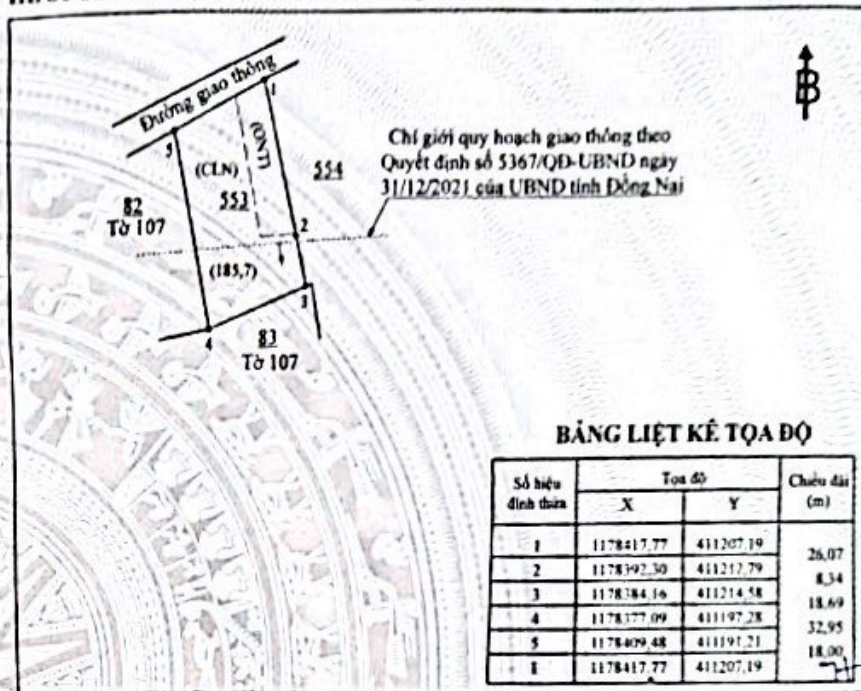 Đường giao thông
1
5
(ONT)
(CLN)
553
554
82
Tờ 107
2
(185,7)
3
4
83
Tờ 107
Chỉ giới quy hoạch giao thông theo
Quyết định số 5367/QĐ-UBND ngày
31/12/2021 của UBND tỉnh Đồng Nai
B
BẢNG LIỆT KÊ TỌA ĐỘ
Số hiệu đỉnh thửa Tọa độ Chiều dài (m)
X Y
1 1178417,77 411207,19
26,07
2 1178392,30 411212,79
8,34
3 1178384,16 411214,58
18,69
4 1178377,09 411197,28
32,95
5 1178409,48 411191,21
18,00
1 1178417,77 411207,19